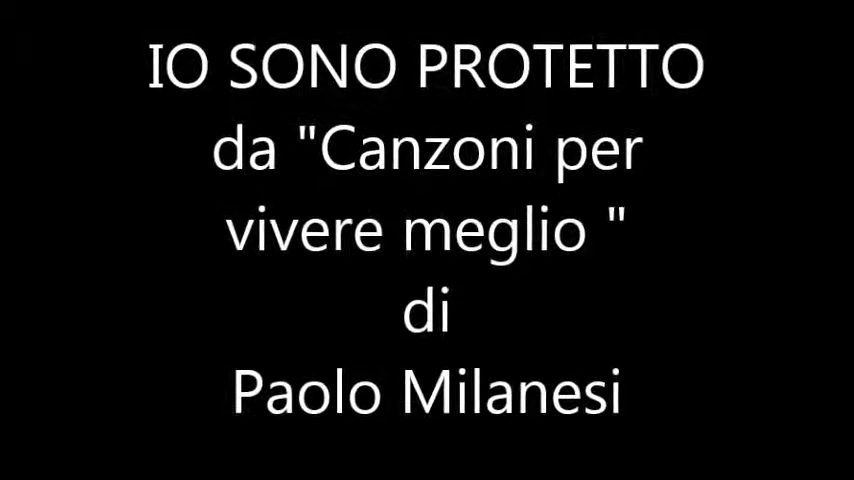 IO SONO PROTETTO
da "Canzoni per
vivere meglio "
di
Paolo Milanesi